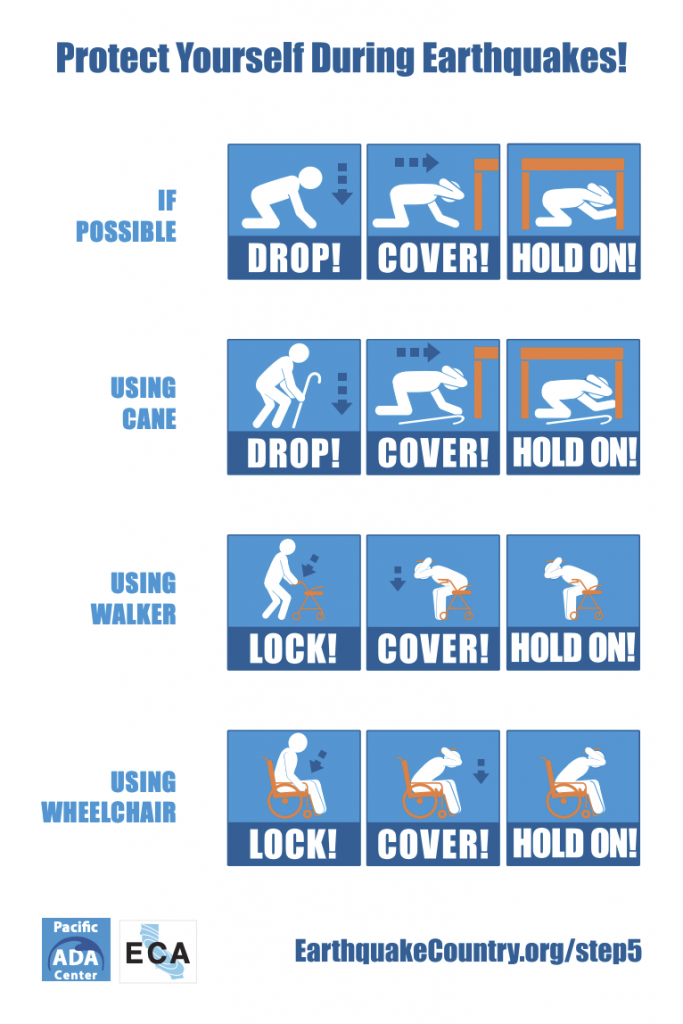 Protect Yourself During Earthquakes!
IF
POSSIBLE
DROP!
COVER!
HOLD ON!
USING
CANE
DROP!
COVER!
HOLD ON!
USING
WALKER
LOCK!
COVER!
HOLD ON!
USING
WHEELCHAIR
LOCK!
COVER!
HOLD ON!
Pacific
ADA
Center
ECA
EarthquakeCountry.org/step5